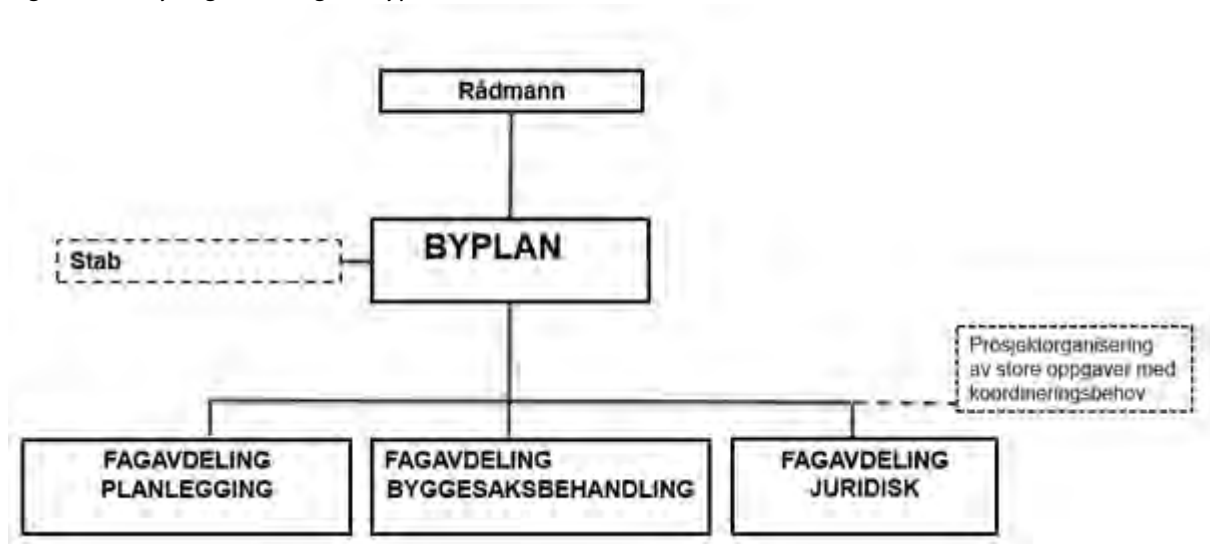 Rådmann
BYPLAN
Stab
Prosjektorganisering
av store oppgaver med
koordineringsbehov
FAGAVDELING
PLANLEGGING
FAGAVDELING
BYGGESAKSBEHANDLING
FAGAVDELING
JURIDISK